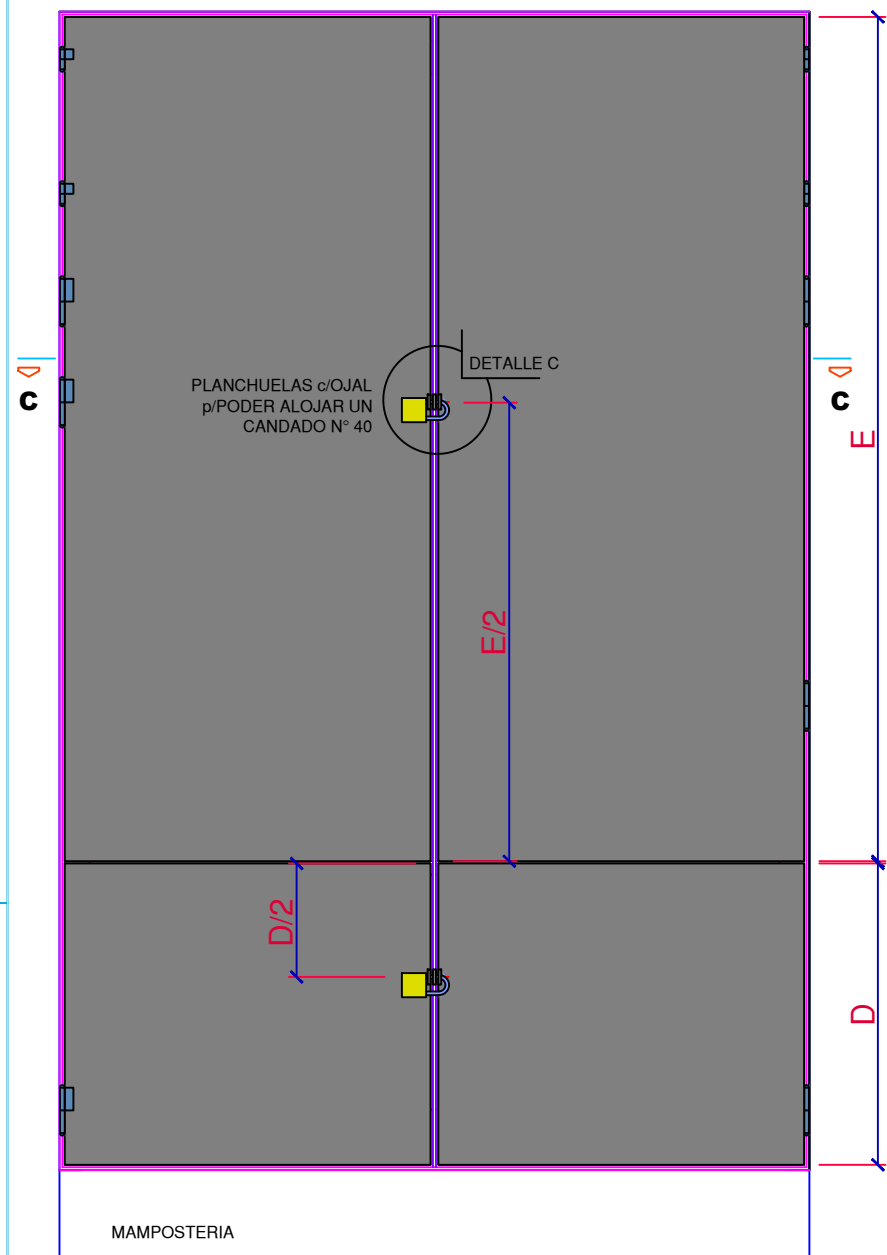 DETALLE C
PLANCHUELAS c/OJAL
p/PODER ALOJAR UN
CANDADO N° 40
C
C
E
E/2
D/2
D
MAMPOSTERIA